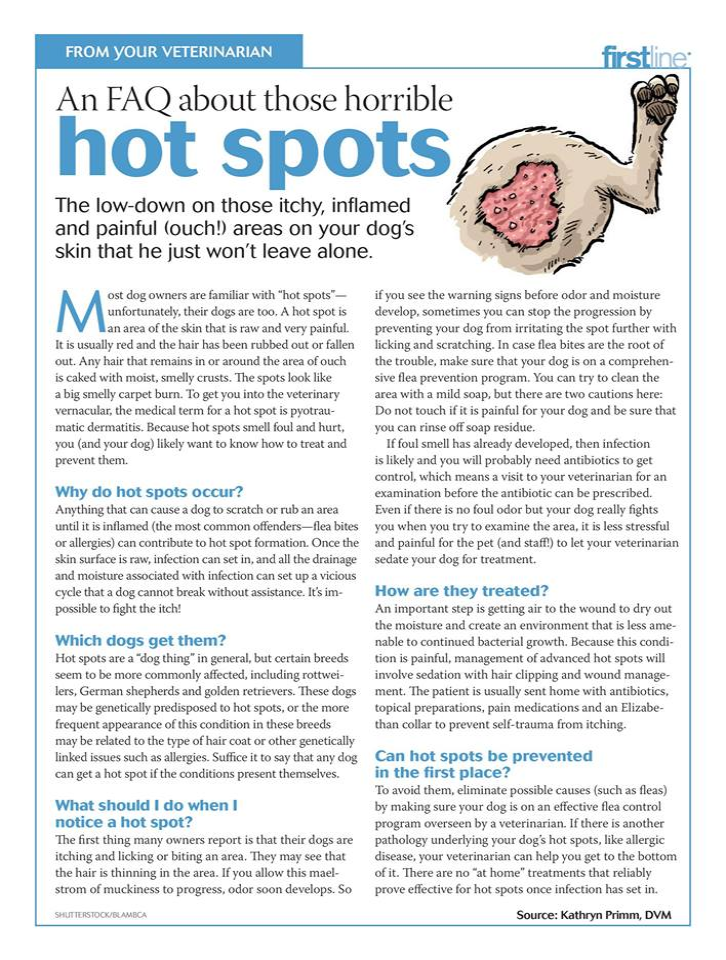 FROM YOUR VETERINARIAN
firstline
An FAQ about those horrible
hot spots
The low-down on those itchy, inflamed
and painful (ouch!) areas on your dog's
skin that he just won't leave alone.
Most dog owners are familiar with "hot spots"—
unfortunately, their dogs are too. A hot spot is
an area of the skin that is raw and very painful.
It is usually red and the hair has been rubbed out or fallen
out. Any hair that remains in or around the area of ouch
is caked with moist, smelly crusts. The spots look like
a big smelly carpet burn. To get you into the veterinary
vernacular, the medical term for a hot spot is pyotrau-
matic dermatitis. Because hot spots smell foul and hurt,
you (and your dog) likely want to know how to treat and
prevent them.
Why do hot spots occur?
Anything that can cause a dog to scratch or rub an area
until it is inflamed (the most common offenders—flea bites
or allergies) can contribute to hot spot formation. Once the
skin surface is raw, infection can set in, and all the drainage
and moisture associated with infection can set up a vicious
cycle that a dog cannot break without assistance. It's im-
possible to fight the itch!
Which dogs get them?
Hot spots are a "dog thing" in general, but certain breeds
seem to be more commonly affected, including rottwei-
lers, German shepherds and golden retrievers. These dogs
may be genetically predisposed to hot spots, or the more
frequent appearance of this condition in these breeds
may be related to the type of hair coat or other genetically
linked issues such as allergies. Suffice it to say that any dog
can get a hot spot if the conditions present themselves.
What should I do when I
notice a hot spot?
The first thing many owners report is that their dogs are
itching and licking or biting an area. They may see that
the hair is thinning in the area. If you allow this mael-
strom of muckiness to progress, odor soon develops. So
if you see the warning signs before odor and moisture
develop, sometimes you can stop the progression by
preventing your dog from irritating the spot further with
licking and scratching. In case flea bites are the root of
the trouble, make sure that your dog is on a comprehen-
sive flea prevention program. You can try to clean the
area with a mild soap, but there are two cautions here:
Do not touch if it is painful for your dog and be sure that
you can rinse off soap residue.
If foul smell has already developed, then infection
is likely and you will probably need antibiotics to get
control, which means a visit to your veterinarian for an
examination before the antibiotic can be prescribed.
Even if there is no foul odor but your dog really fights
you when you try to examine the area, it is less stressful
and painful for the pet (and staff!) to let your veterinarian
sedate your dog for treatment.
How are they treated?
An important step is getting air to the wound to dry out
the moisture and create an environment that is less ame-
nable to continued bacterial growth. Because this condi-
tion is painful, management of advanced hot spots will
involve sedation with hair clipping and wound manage-
ment. The patient is usually sent home with antibiotics,
topical preparations, pain medications and an Elizabe-
than collar to prevent self-trauma from itching.
Can hot spots be prevented
in the first place?
To avoid them, eliminate possible causes (such as fleas)
by making sure your dog is on an effective flea control
program overseen by a veterinarian. If there is another
pathology underlying your dog's hot spots, like allergic
disease, your veterinarian can help you get to the bottom
of it. There are no "at home" treatments that reliably
prove effective for hot spots once infection has set in.
SHUTTERSTOCK/BLAMBCA
Source: Kathryn Primm, DVM